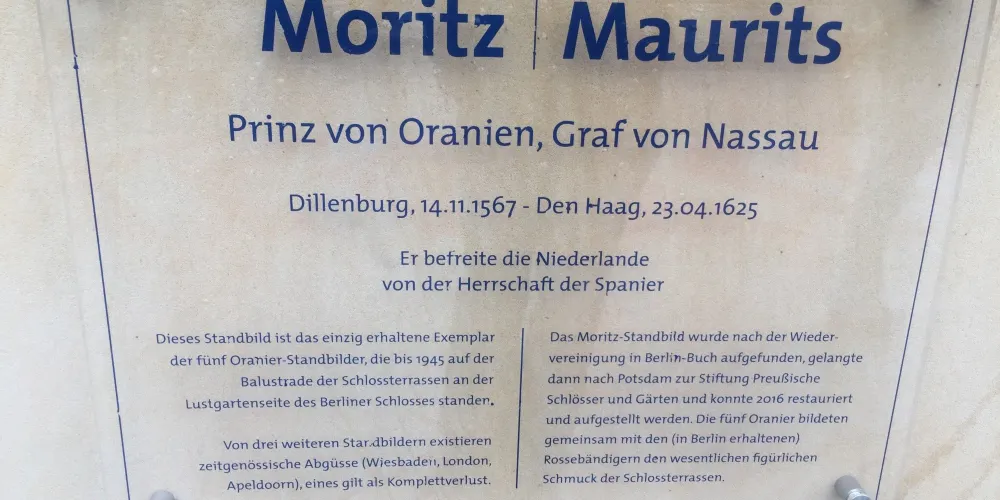 Moritz | Maurits
Prinz von Oranien, Graf von Nassau
Dillenburg, 14.11.1567 - Den Haag, 23.04.1625
Er befreite die Niederlande
von der Herrschaft der Spanier
Dieses Standbild ist das einzig erhaltene Exemplar
der fünf Oranier-Standbilder, die bis 1945 auf der
Balustrade der Schlossterrassen an der
Lustgartenseite des Berliner Schlosses standen.
Von drei weiteren Standbildern existieren
zeitgenössische Abgüsse (Wiesbaden, London,
Apeldoorn), eines gilt als Komplettverlust.
Das Moritz-Standbild wurde nach der Wieder-
vereinigung in Berlin-Buch aufgefunden, gelangte
dann nach Potsdam zur Stiftung Preußische
Schlösser und Gärten und konnte 2016 restauriert
und aufgestellt werden. Die fünf Oranier bildeten
gemeinsam mit den (in Berlin erhaltenen)
Rossebändigern den wesentlichen figürlichen
Schmuck der Schlossterrassen.